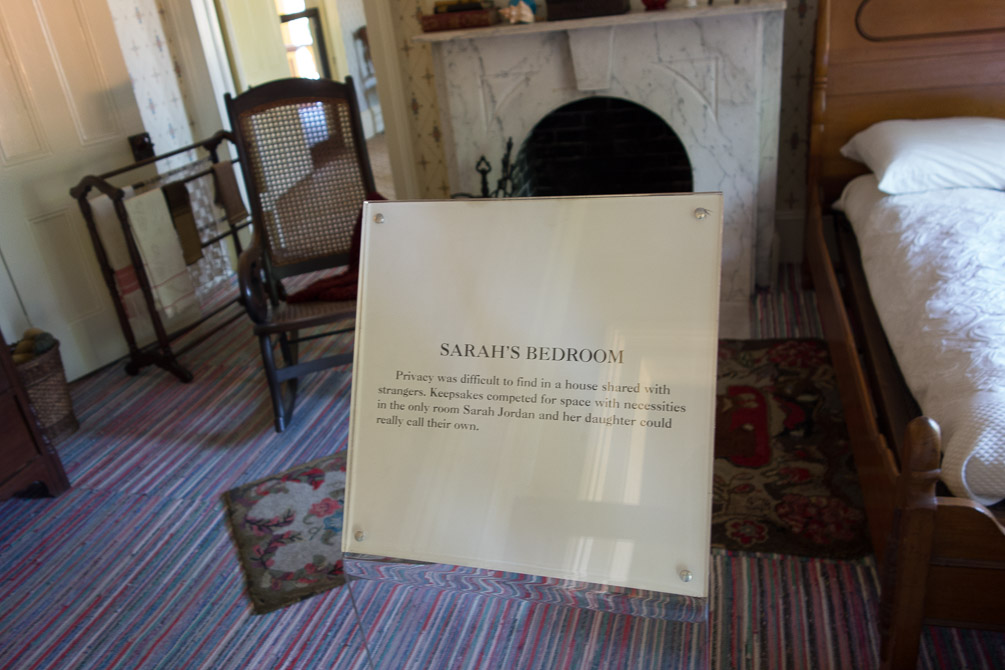 SARAH'S BEDROOM
Privacy was difficult to find in a house shared with
strangers. Keepsakes competed for space with necessities
in the only room Sarah Jordan and her daughter could
really call their own.